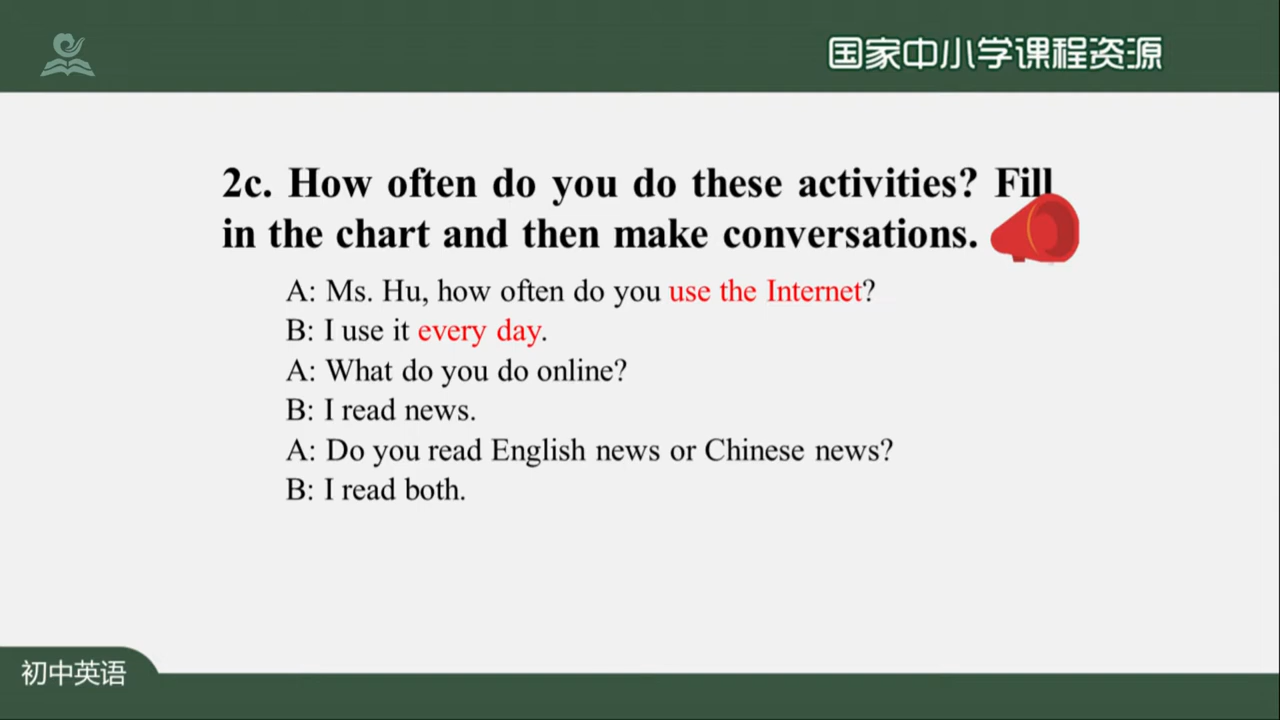 国家中小学课程资源
2c. How often do you do these activities? Fill
in the chart and then make conversations.
A: Ms. Hu, how often do you use the Internet?
B: I use it every day.
A: What do you do online?
B: I read news.
A: Do you read English news or Chinese news?
B: I read both.
初中英语